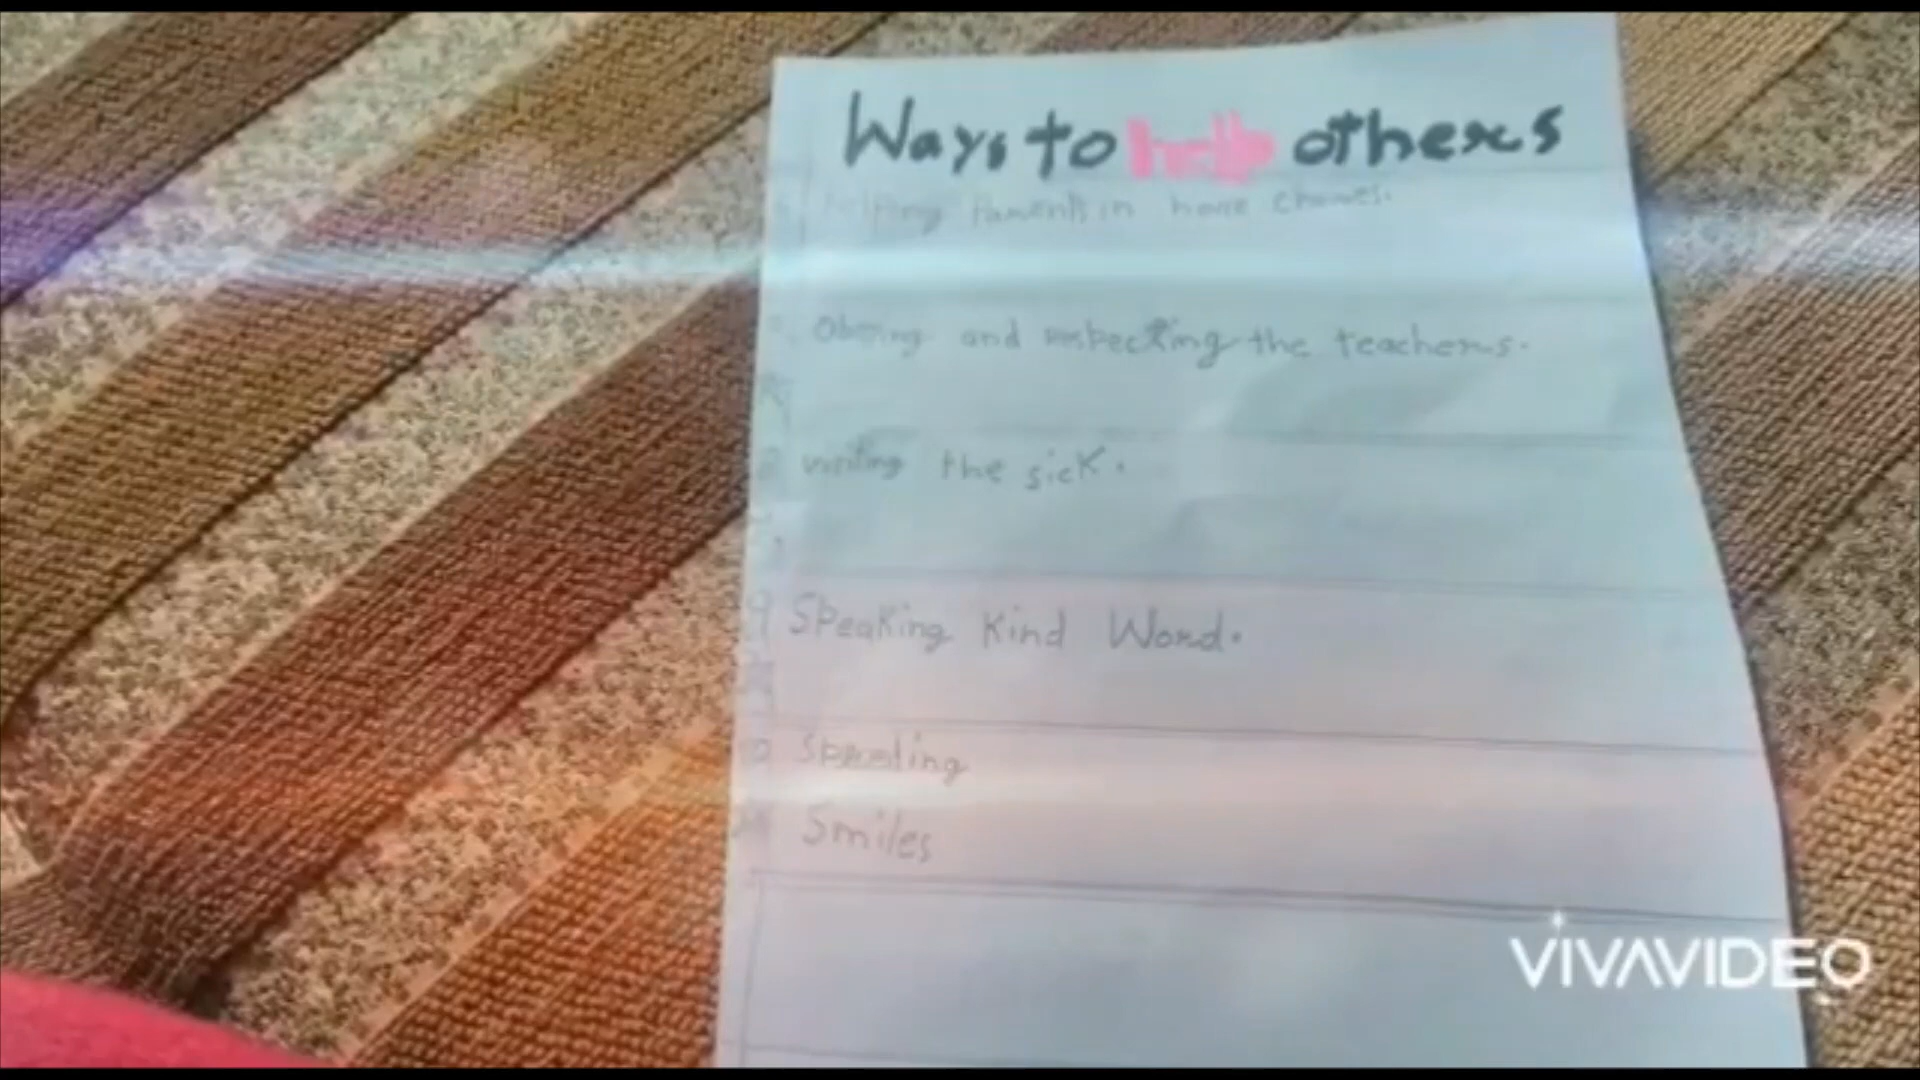 Ways to help others
helping Parents in home chores.
Obeying and respecting the teachers.
visiting the sick.
Speaking Kind Word.
Spreading
Smiles
VIVAVIDEO